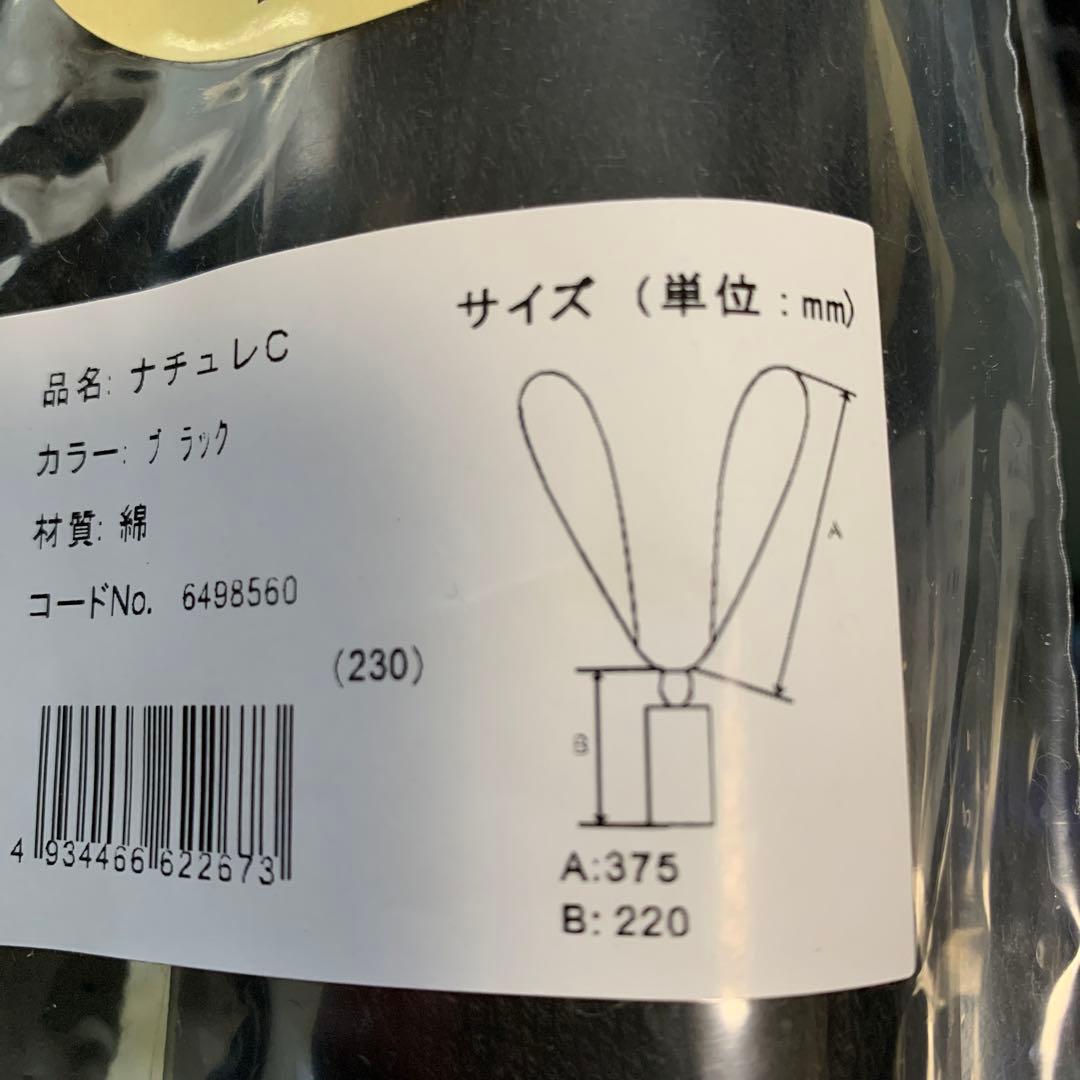 サイズ (単位:mm)
品名: ナチュレC
カラー: ブラック
材質: 綿
コードNo. 6498560
(230)
4 934466 622673
A
B
A:375
B: 220